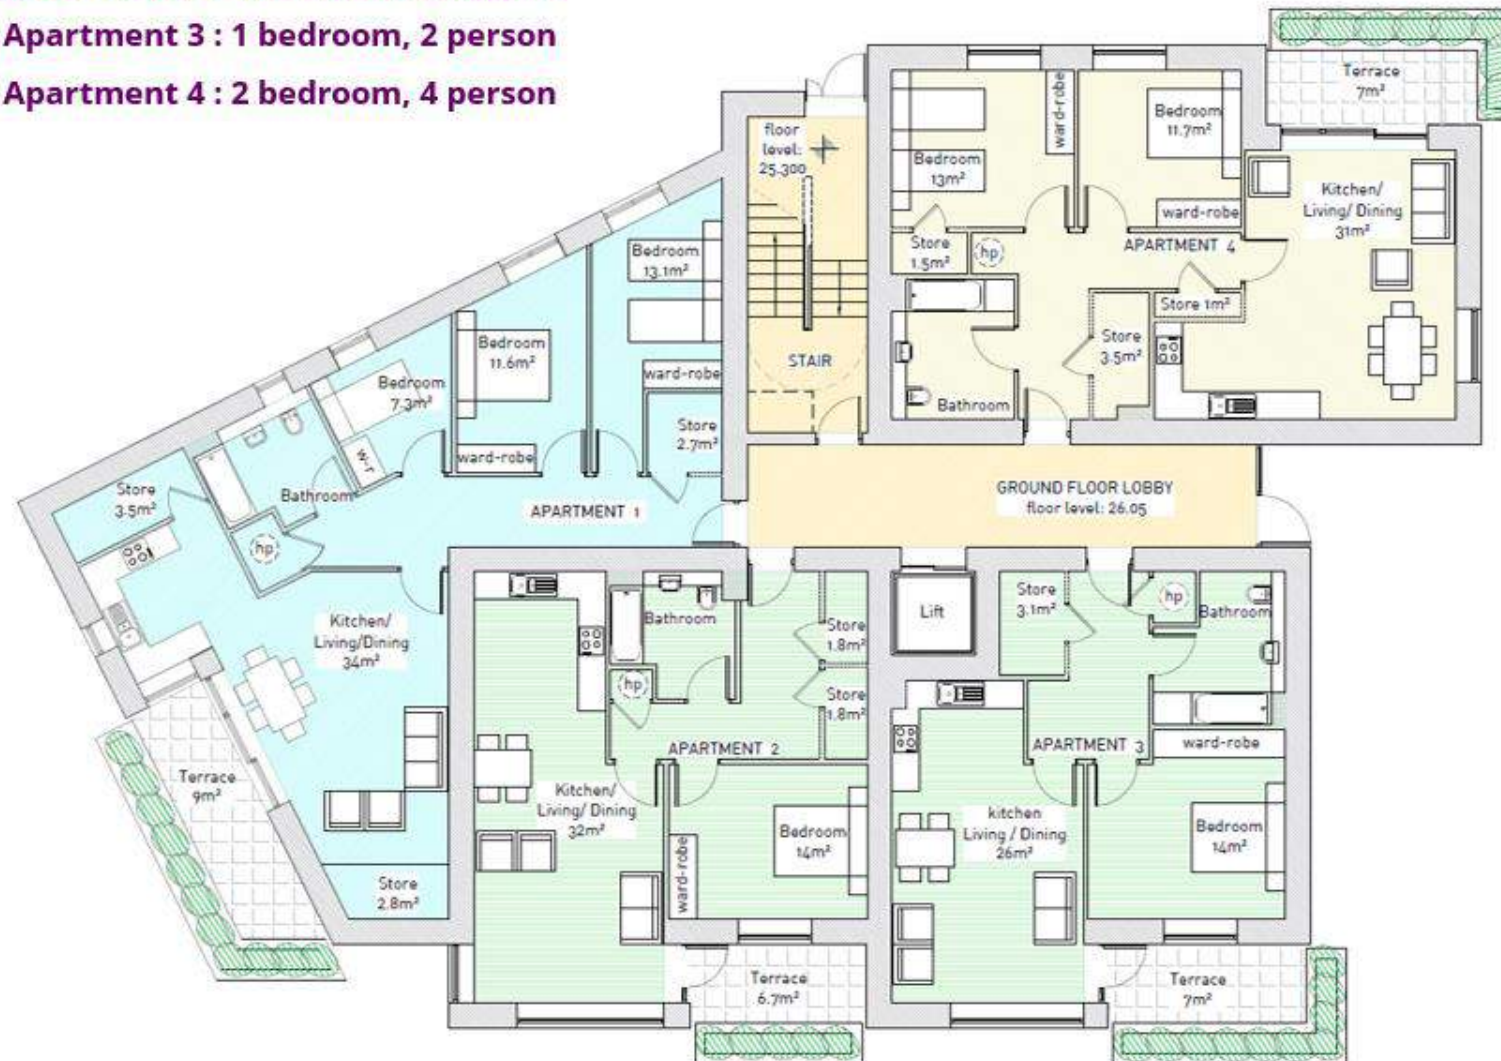 Apartment 3 : 1 bedroom, 2 person
Apartment 4 : 2 bedroom, 4 person
floor
level:
25.300
STAIR
Bedroom
13m²
ward-robe
Bedroom
11.7m²
ward-robe
Terrace
7m²
Kitchen/
Living/ Dining
31m²
Store
1.5m²
hp
APARTMENT 4
Store 1m²
Store
3.5m²
Bathroom
Bedroom
13.1m²
ward-robe
Store
2.7m²
Bedroom
11.6m²
ward-robe
Bedroom
7.3m²
w-r
Bathroom
Store
3.5m²
hp
APARTMENT 1
Kitchen/
Living/Dining
34m²
Terrace
9m²
Store
2.8m²
GROUND FLOOR LOBBY
floor level: 26.05
Lift
Bathroom
hp
Store
1.8m²
Store
1.8m²
APARTMENT 2
Kitchen/
Living/ Dining
32m²
Bedroom
14m²
ward-robe
Terrace
6.7m²
Store
3.1m²
hp
Bathroom
APARTMENT 3
ward-robe
kitchen
Living / Dining
26m²
Bedroom
14m²
Terrace
7m²